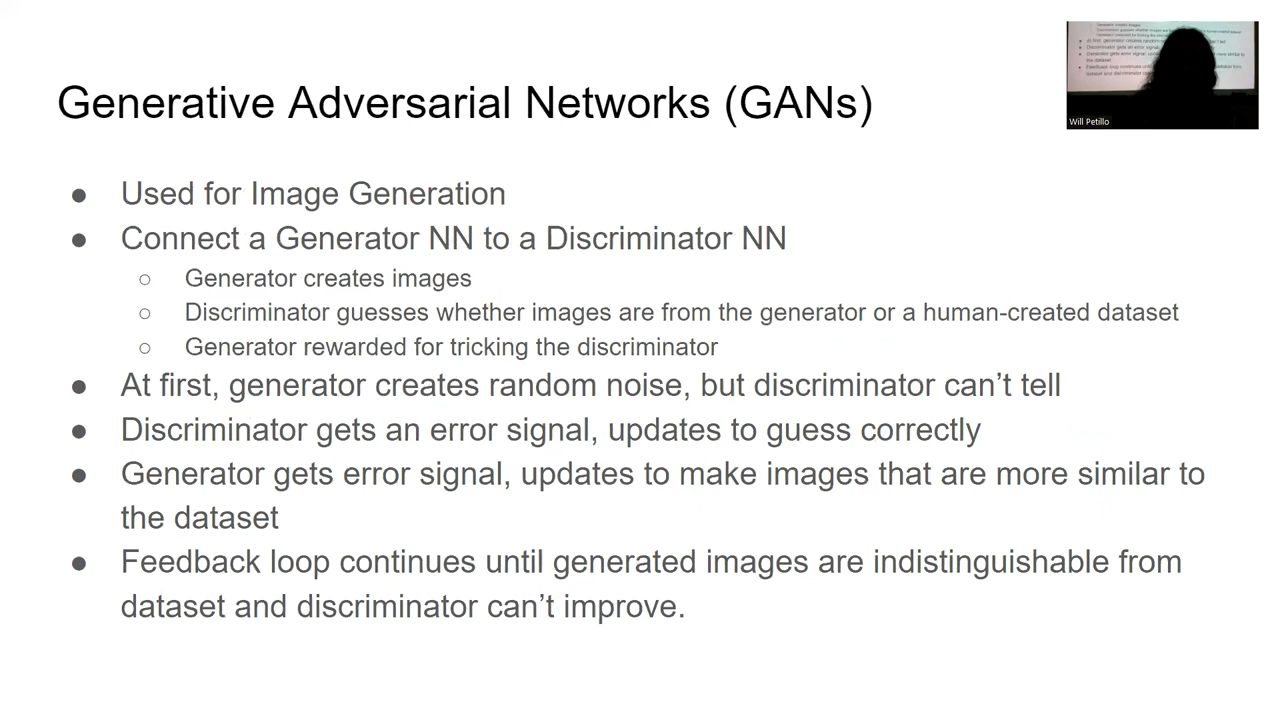 Generative Adversarial Networks (GANs)
● Used for Image Generation
● Connect a Generator NN to a Discriminator NN
○ Generator creates images
○ Discriminator guesses whether images are from the generator or a human-created dataset
○ Generator rewarded for tricking the discriminator
● At first, generator creates random noise, but discriminator can't tell
● Discriminator gets an error signal, updates to guess correctly
● Generator gets error signal, updates to make images that are more similar to
the dataset
● Feedback loop continues until generated images are indistinguishable from
dataset and discriminator can't improve.
Will Petillo